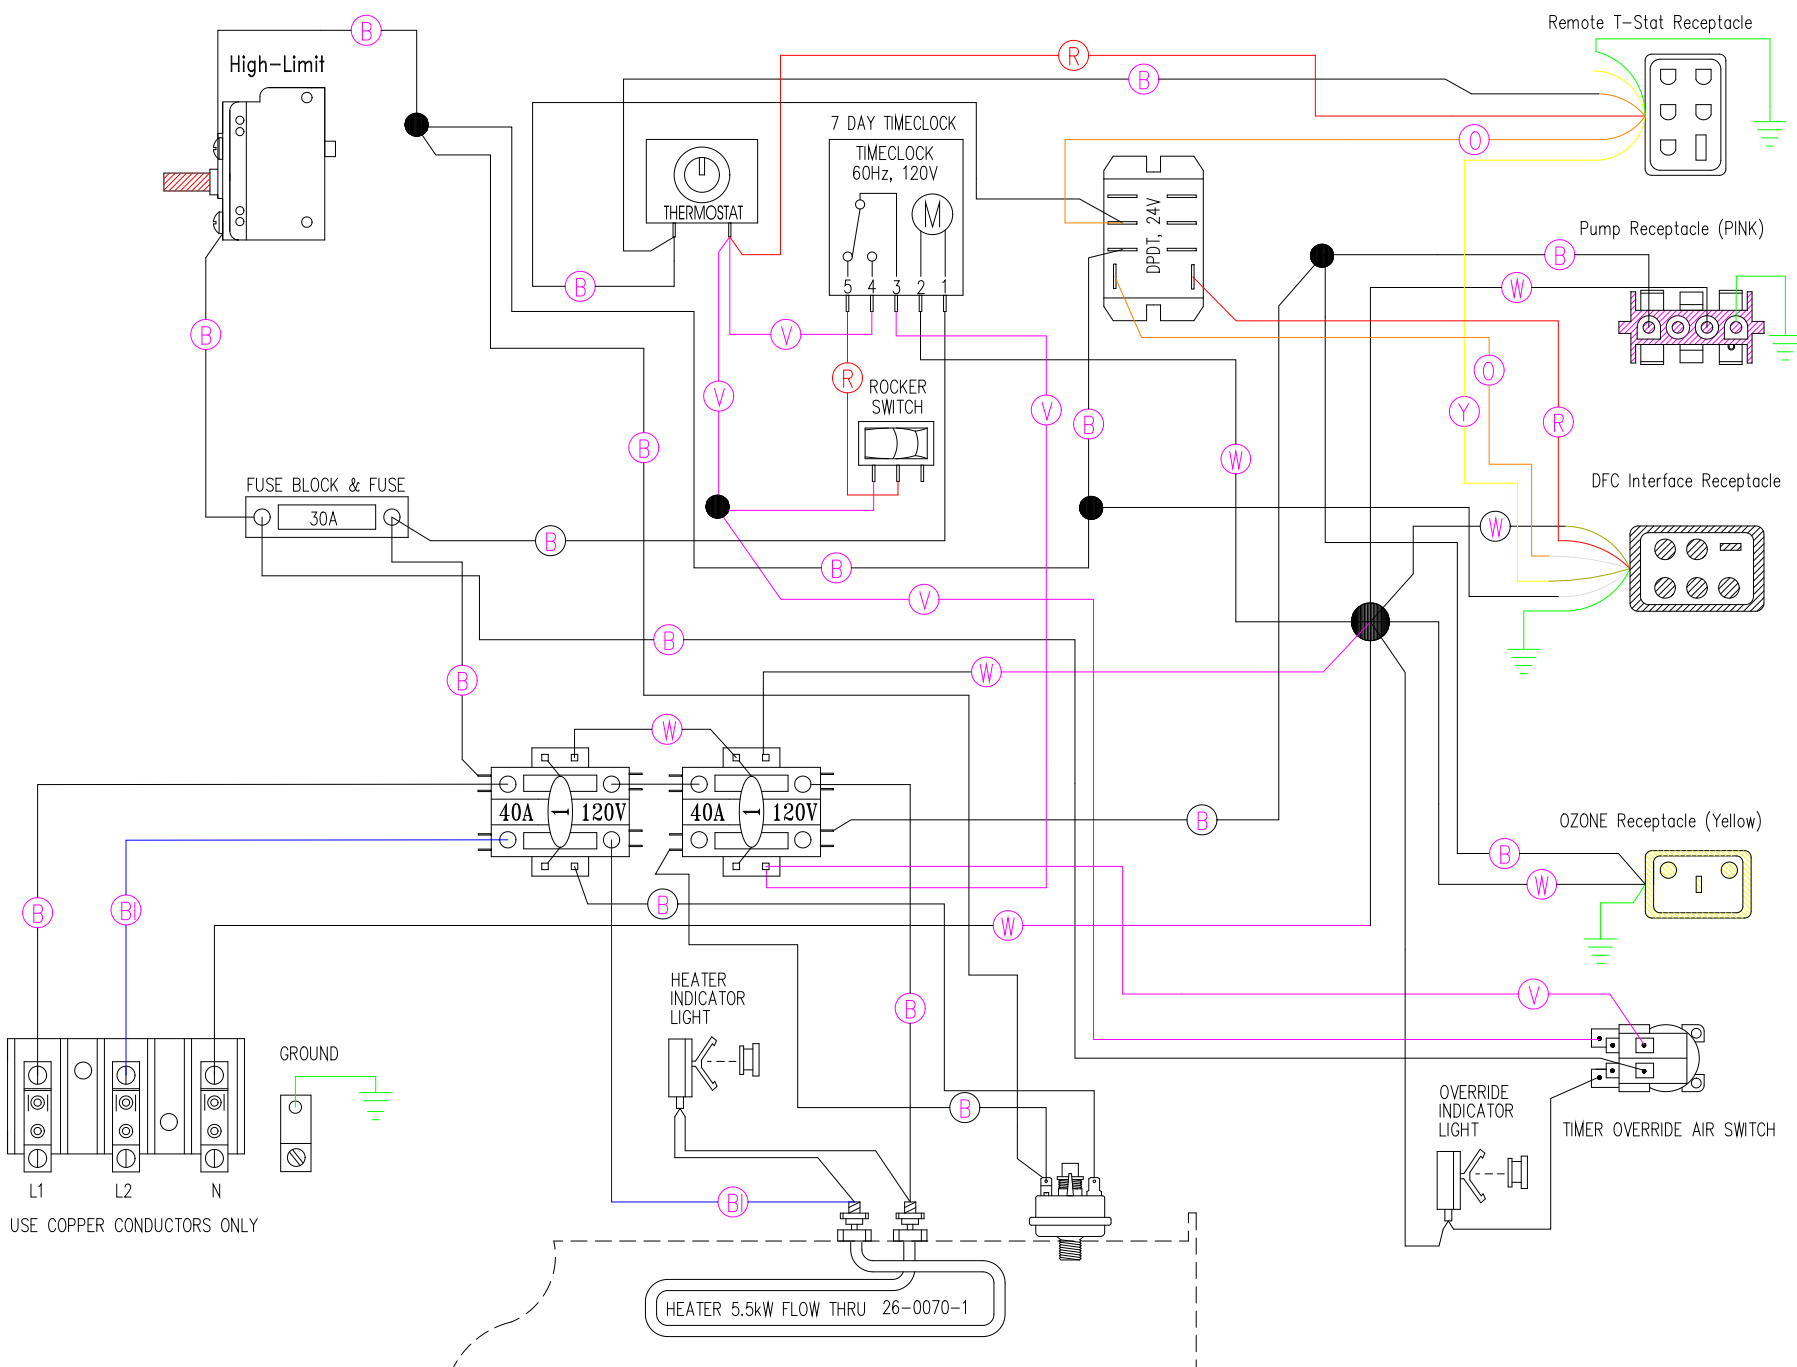 Remote T-Stat Receptacle
B
R
B
High-Limit
7 DAY TIMECLOCK
TIMECLOCK
60Hz, 120V
O
THERMOSTAT
M
DPDT, 24V
Pump Receptacle (PINK)
B
B
5 4 3 2 1
W
B
V
R
O
ROCKER
SWITCH
V
V
B
Y
R
B
W
FUSE BLOCK & FUSE
30A
DFC Interface Receptacle
W
B
B
V
B
W
B
W
40A 1 120V
40A 1 120V
B
OZONE Receptacle (Yellow)
B
W
B
Bl
B
W
HEATER
INDICATOR
LIGHT
V
B
GROUND
B
OVERRIDE
INDICATOR
LIGHT
TIMER OVERRIDE AIR SWITCH
L1 L2 N
Bl
USE COPPER CONDUCTORS ONLY
HEATER 5.5kW FLOW THRU 26-0070-1